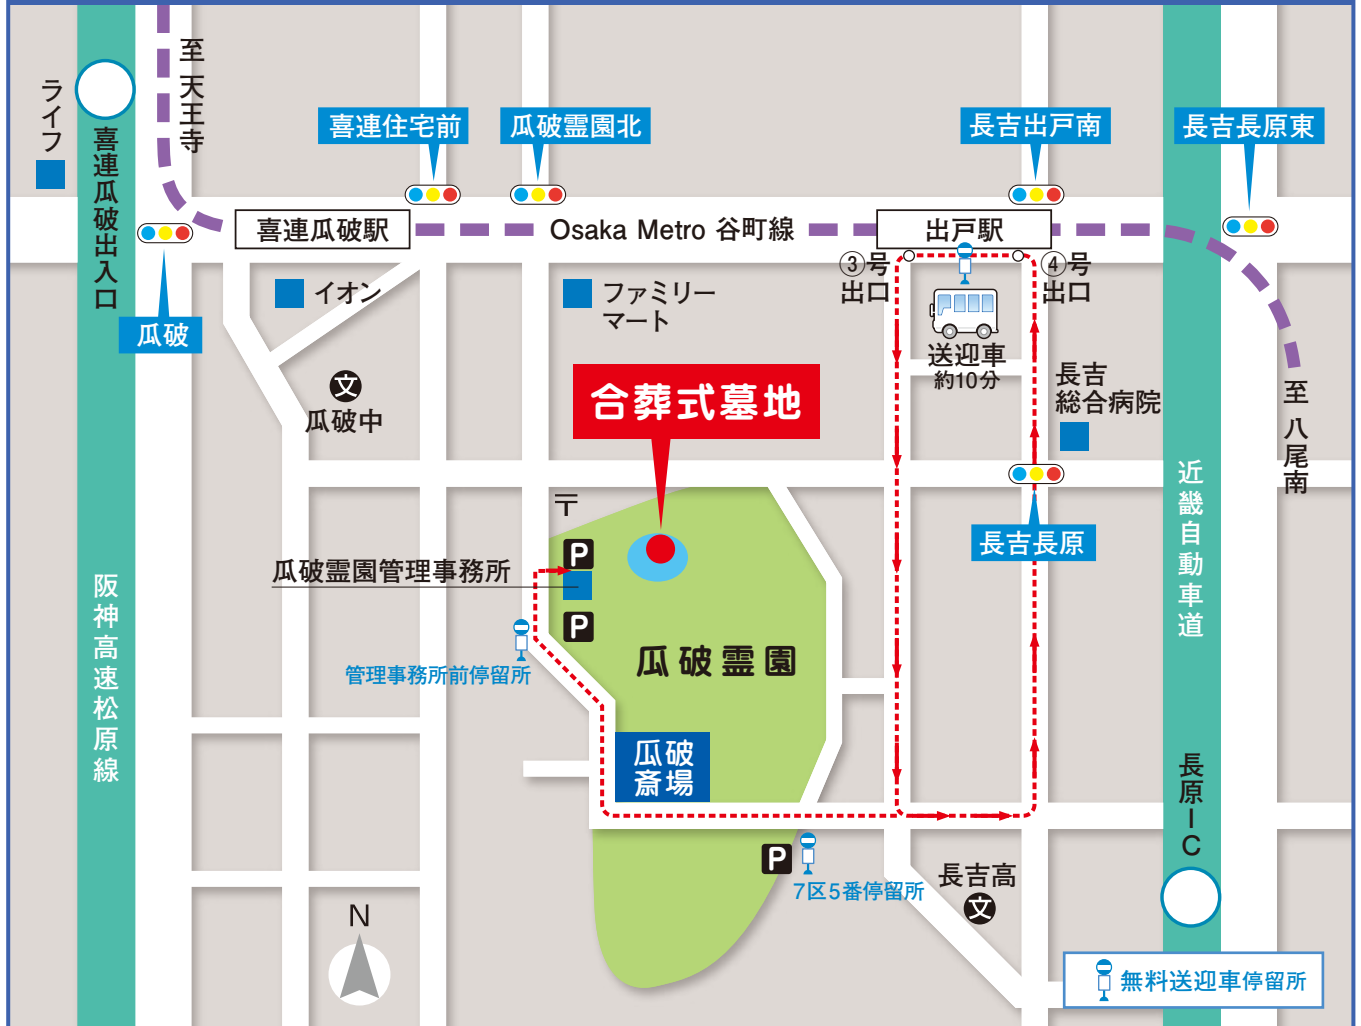 至 天王寺
ライフ
喜連瓜破出入口
喜連住宅前
瓜破霊園北
長吉出戸南
長吉長原東
喜連瓜破駅
Osaka Metro 谷町線
出戸駅
③号
出口
④号
出口
瓜破
イオン
ファミリー
マート
送迎車
約10分
長吉
総合病院
至 八尾南
文
瓜破中
合葬式墓地
〒
長吉長原
近畿自動車道
P
瓜破霊園管理事務所
P
阪神高速松原線
管理事務所前停留所
瓜破霊園
瓜破
斎場
長原IC
P
7区5番停留所
長吉高
文
N
無料送迎車停留所